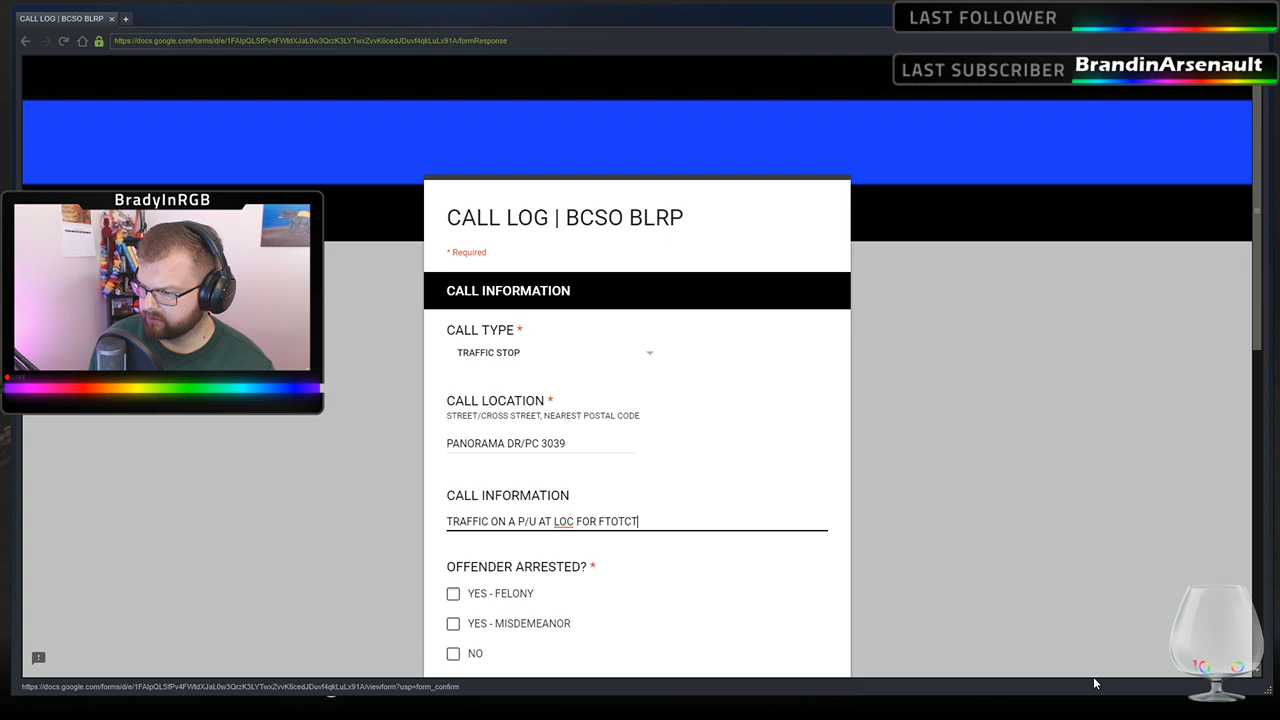 CALL LOG | BCSO BLRP
LAST FOLLOWER
LAST SUBSCRIBER BrandinArsenault
BradyInRGB
LIVE
CALL LOG | BCSO BLRP
* Required
CALL INFORMATION
CALL TYPE *
TRAFFIC STOP
CALL LOCATION *
STREET/CROSS STREET, NEAREST POSTAL CODE
PANORAMA DR/PC 3039
CALL INFORMATION
TRAFFIC ON A P/U AT LOC FOR FTOTCT
OFFENDER ARRESTED? *
YES - FELONY
YES - MISDEMEANOR
NO